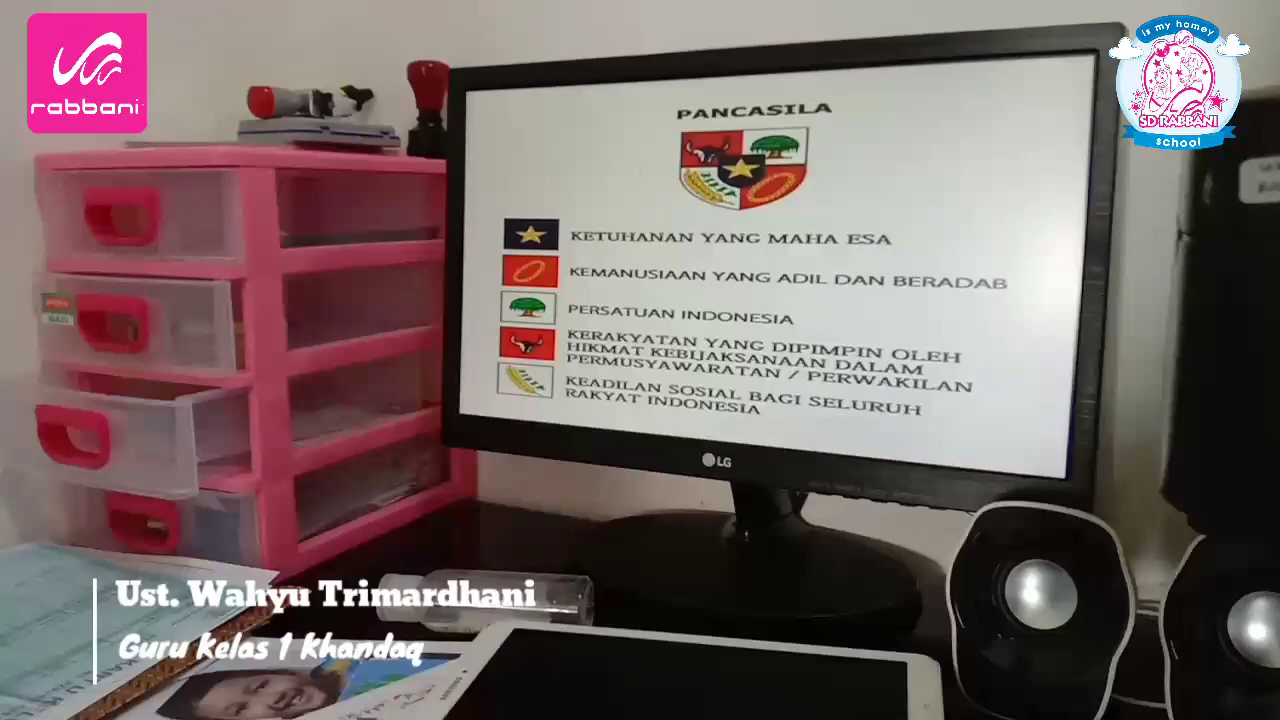 rabbani
is my homey
SD RABBANI
school
PANCASILA
KETUHANAN YANG MAHA ESA
KEMANUSIAAN YANG ADIL DAN BERADAB
PERSATUAN INDONESIA
KERAKYATAN YANG DIPIMPIN OLEH
HIKMAT KEBIJAKSANAAN DALAM
PERMUSYAWARATAN / PERWAKILAN
KEADILAN SOSIAL BAGI SELURUH
RAKYAT INDONESIA
LG
Ust. Wahyu Trimardhani
Guru Kelas 1 Khandaq
SAMSUNG